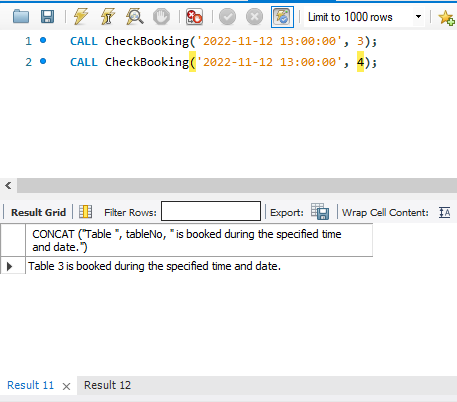 Limit to 1000 rows
1 CALL CheckBooking('2022-11-12 13:00:00', 3);
2 CALL CheckBooking('2022-11-12 13:00:00', 4);
Result Grid Filter Rows: Export: Wrap Cell Content:
CONCAT ("Table ", tableNo, " is booked during the specified time
and date.")
Table 3 is booked during the specified time and date.
Result 11 Result 12